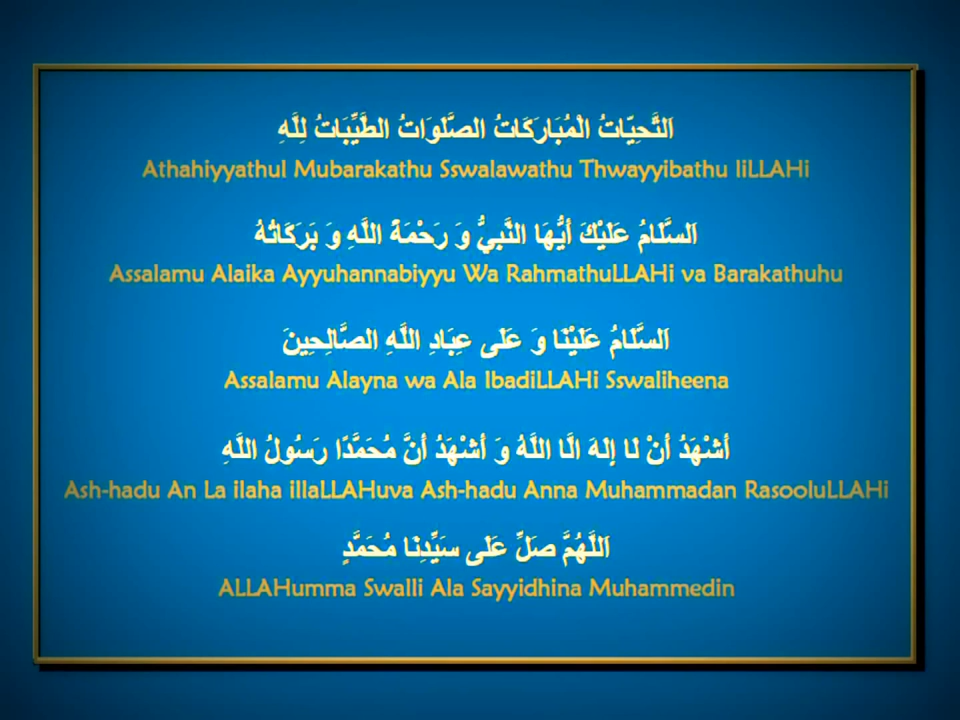 اَلتَّحِيّاتُ الْمُبَارَكَاتُ الصَّلَوَاتُ الطَّيِّبَاتُ لِلَّهِ
Athahiyyathul Mubarakathu Sswalawathu Thwayyibathu liLLAHi
اَلسَّلَامُ عَلَيْكَ أَيُّهَا النَّبِيُّ وَ رَحْمَةُ اللَّهِ وَ بَرَكَاتُهُ
Assalamu Alaika Ayyuhannabiyyu Wa RahmathuLLAHi va Barakathuhu
اَلسَّلَامُ عَلَيْنَا وَ عَلَى عِبَادِ اللَّهِ الصَّالِحِينَ
Assalamu Alayna wa Ala IbadiLLAHi Sswaliheena
أَشْهَدُ أَنْ لَا إِلَهَ الَّا اللَّهُ وَ أَشْهَدُ أَنَّ مُحَمَّدًا رَسُولُ اللَّهِ
Ash-hadu An La ilaha illaLLAHuva Ash-hadu Anna Muhammadan RasooluLLAHi
اَللَّهُمَّ صَلِّ عَلَى سَيِّدِنَا مُحَمَّدٍ
ALLAHumma Swalli Ala Sayyidhina Muhammedin